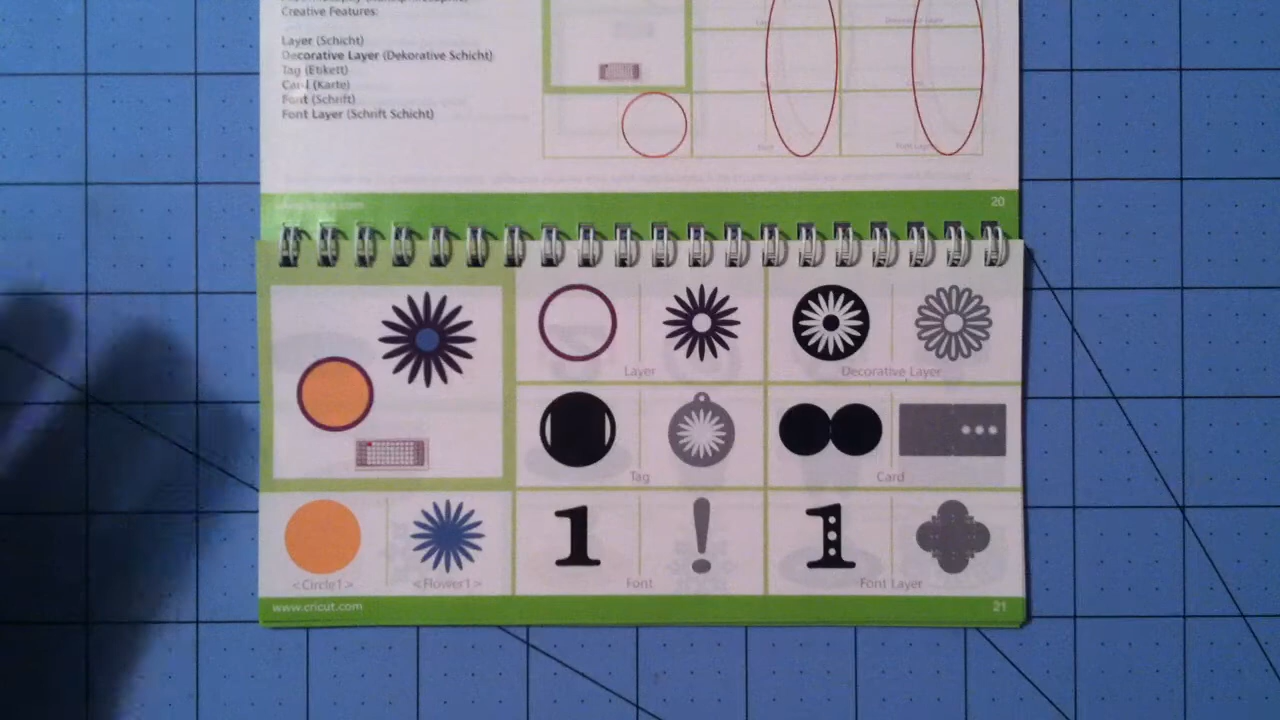 Creative Features:
Layer (Schicht)
Decorative Layer (Dekorative Schicht)
Tag (Etikett)
Card (Karte)
Font (Schrift)
Font Layer (Schrift Schicht)
20
Layer
Decorative Layer
Tag
Card
1
!
1
<Circle1>
<Flower1>
Font
Font Layer
www.cricut.com
21